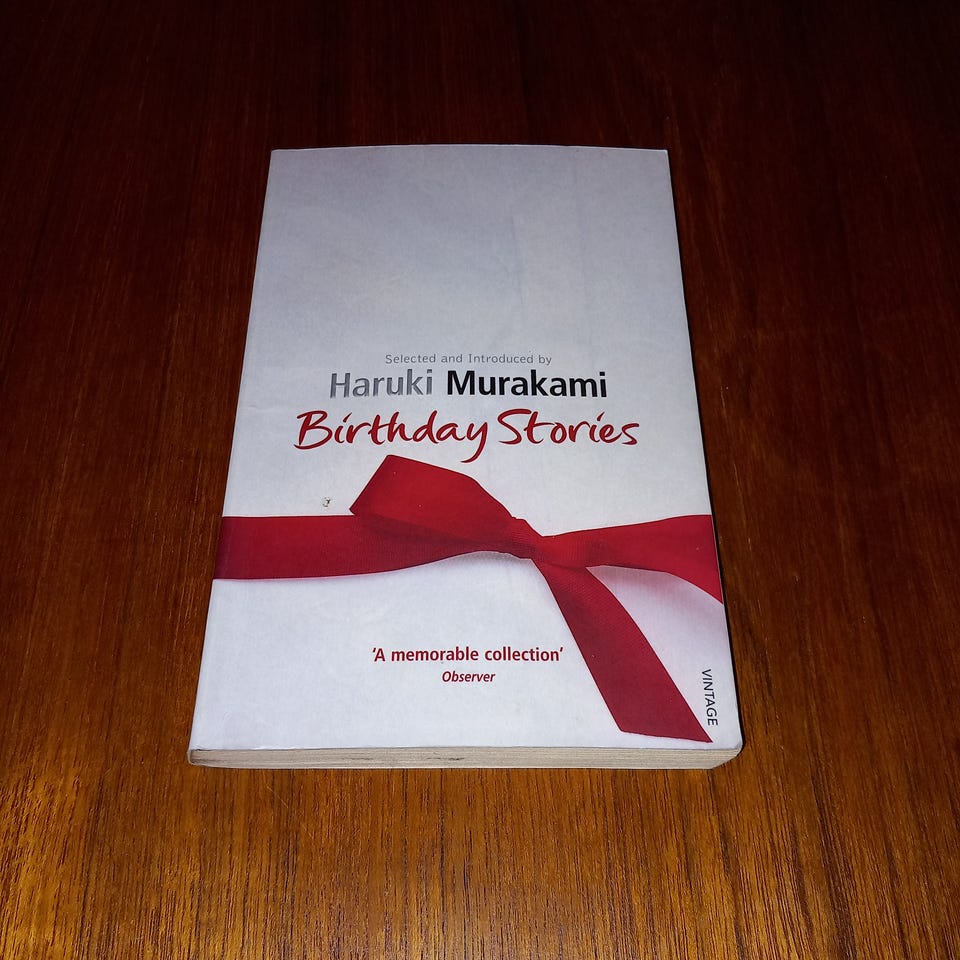 Selected and Introduced by
Haruki Murakami
Birthday Stories
'A memorable collection'
Observer
VINTAGE